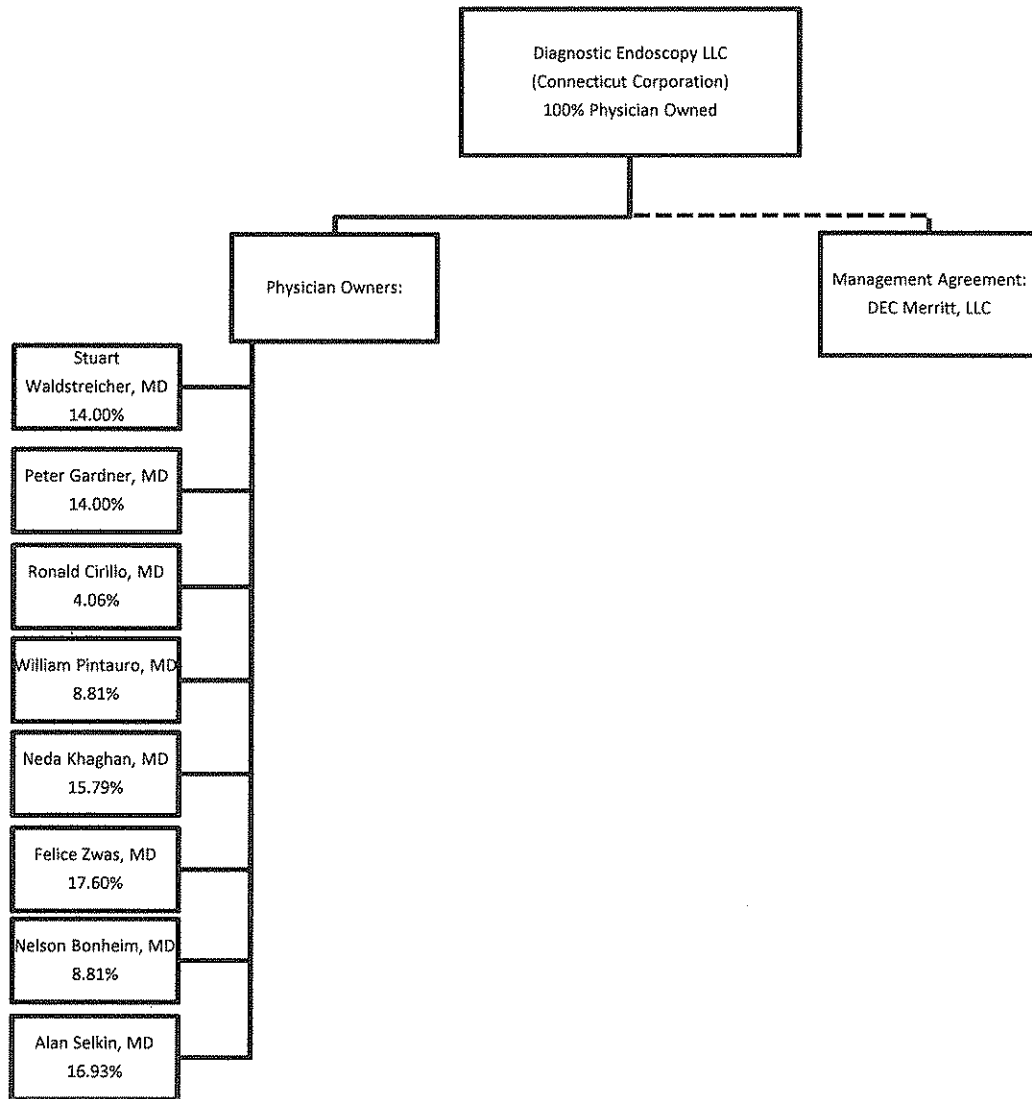 Diagnostic Endoscopy LLC
(Connecticut Corporation)
100% Physician Owned
Physician Owners:
Management Agreement:
DEC Merritt, LLC
Stuart
Waldstreicher, MD
14.00%
Peter Gardner, MD
14.00%
Ronald Cirillo, MD
4.06%
William Pintauro, MD
8.81%
Neda Khaghan, MD
15.79%
Felice Zwas, MD
17.60%
Nelson Bonheim, MD
8.81%
Alan Selkin, MD
16.93%